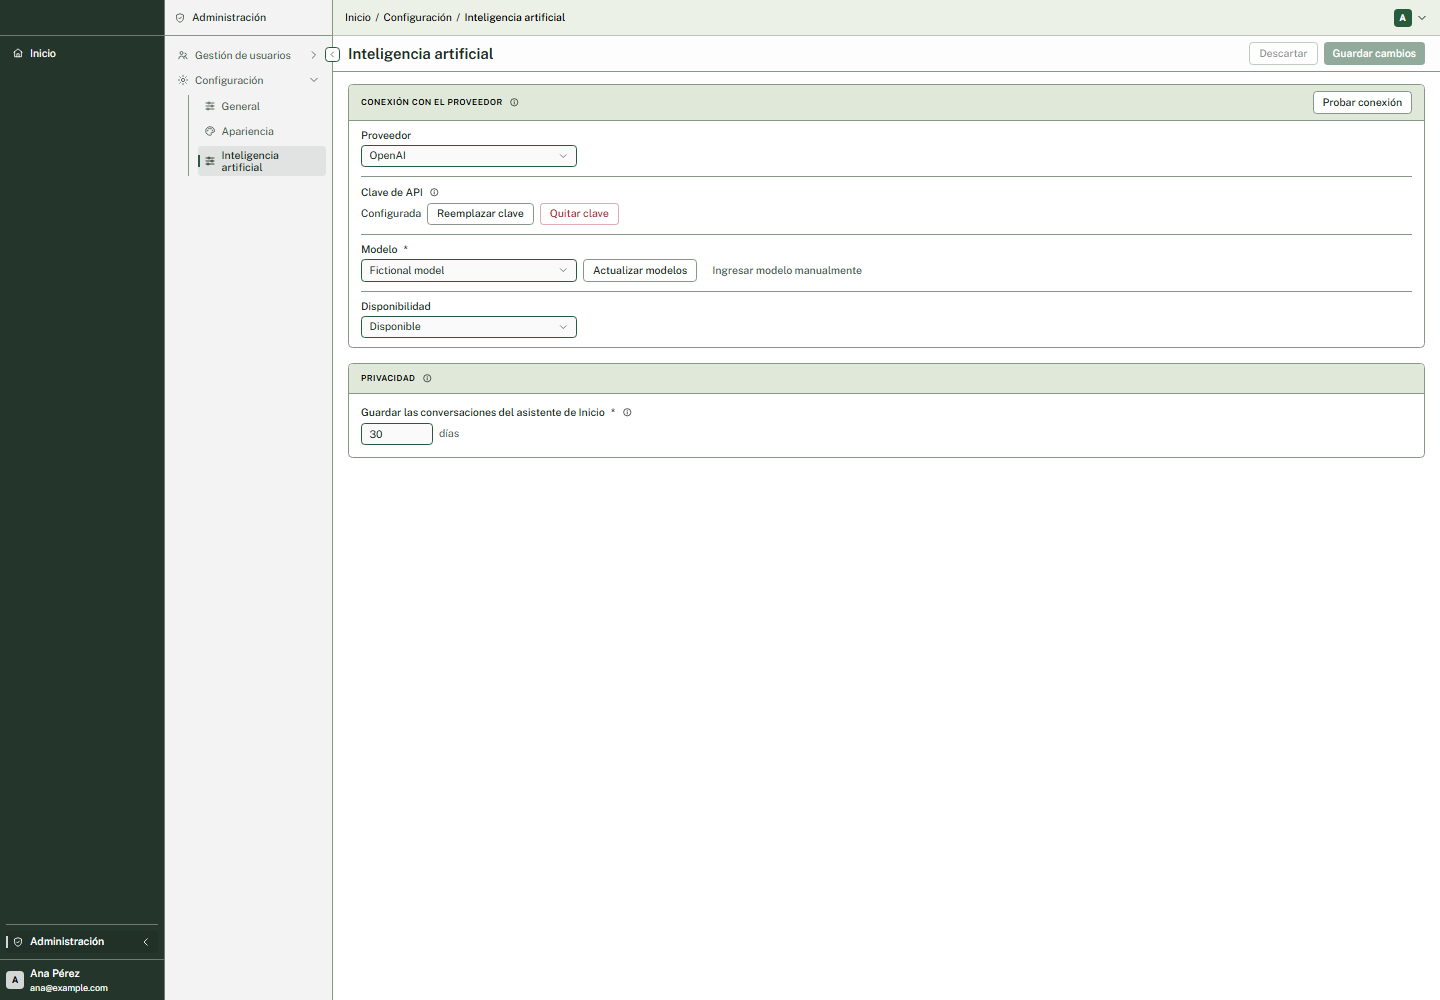 Inicio
Administración
Ana Pérez
ana@example.com
A
Administración
Gestión de usuarios
Configuración
General
Apariencia
Inteligencia
artificial
Inicio / Configuración / Inteligencia artificial
A
Inteligencia artificial
Descartar
Guardar cambios
CONEXIÓN CON EL PROVEEDOR
Probar conexión
Proveedor
OpenAI
Clave de API
Configurada
Reemplazar clave
Quitar clave
Modelo *
Fictional model
Actualizar modelos
Ingresar modelo manualmente
Disponibilidad
Disponible
PRIVACIDAD
Guardar las conversaciones del asistente de Inicio *
30
días